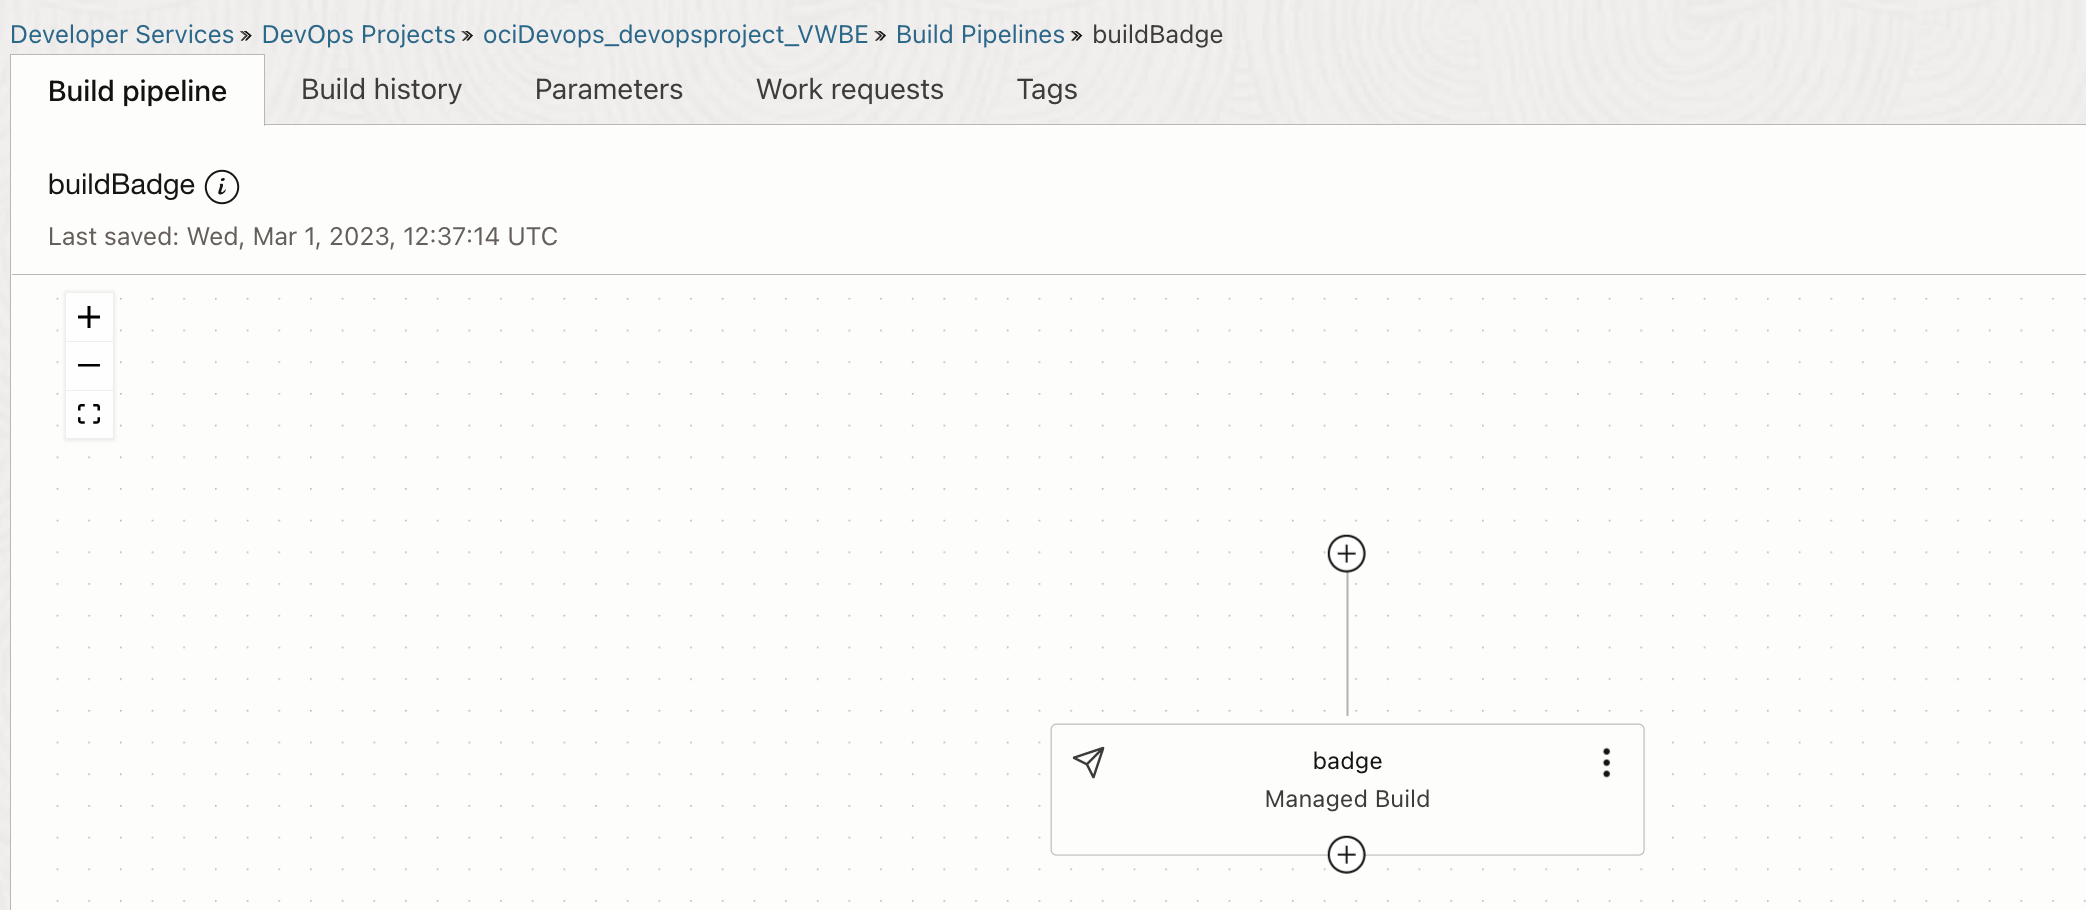 Developer Services » DevOps Projects » ociDevops_devopsproject_VWBE » Build Pipelines » buildBadge
Build pipeline Build history Parameters Work requests Tags
buildBadge i
Last saved: Wed, Mar 1, 2023, 12:37:14 UTC
badge
Managed Build